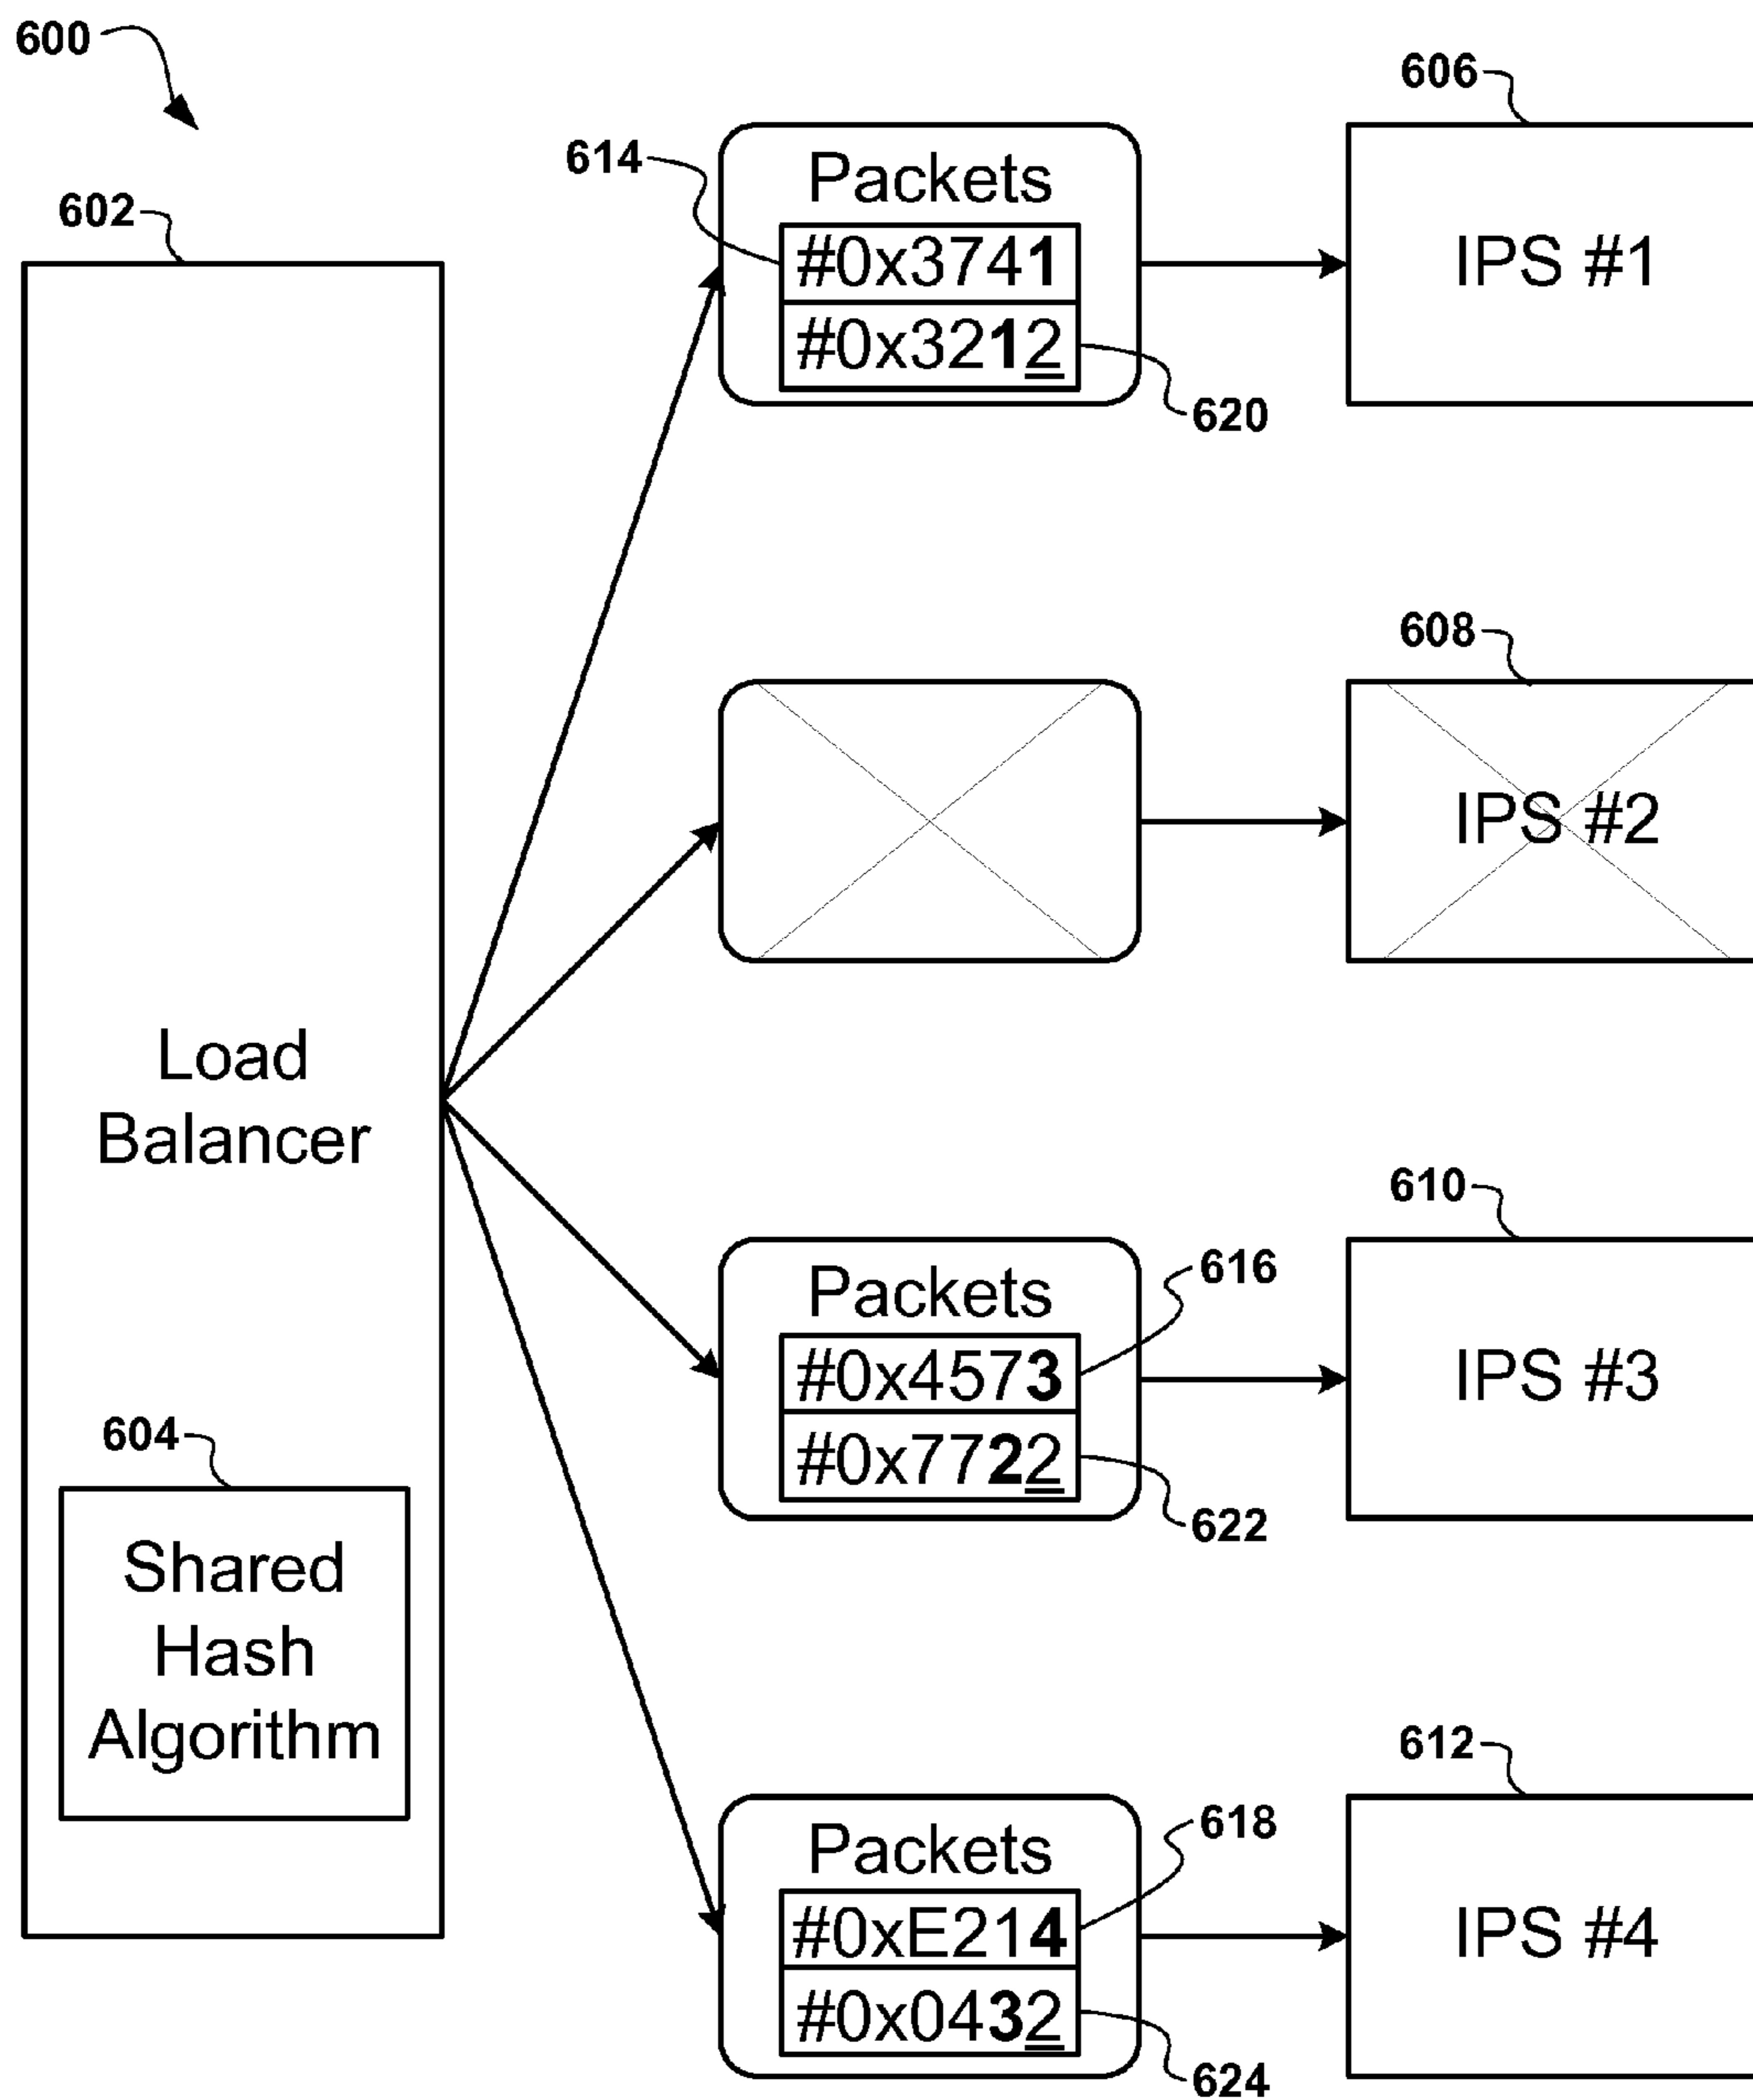 600
602
Load
Balancer
604
Shared
Hash
Algorithm
614
Packets
#0x3741
#0x3212
620
606
IPS #1
608
IPS #2
Packets
616
#0x4573
#0x7722
622
610
IPS #3
Packets
618
#0xE214
#0x0432
624
612
IPS #4